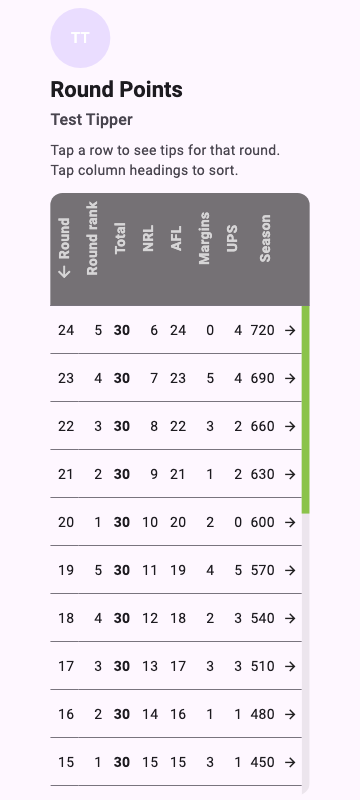 TT
Round Points
Test Tipper
Tap a row to see tips for that round.
Tap column headings to sort.
← Round Round rank Total NRL AFL Margins UPS Season
24 5 30 6 24 0 4 720 →
23 4 30 7 23 5 4 690 →
22 3 30 8 22 3 2 660 →
21 2 30 9 21 1 2 630 →
20 1 30 10 20 2 0 600 →
19 5 30 11 19 4 5 570 →
18 4 30 12 18 2 3 540 →
17 3 30 13 17 3 3 510 →
16 2 30 14 16 1 1 480 →
15 1 30 15 15 3 1 450 →